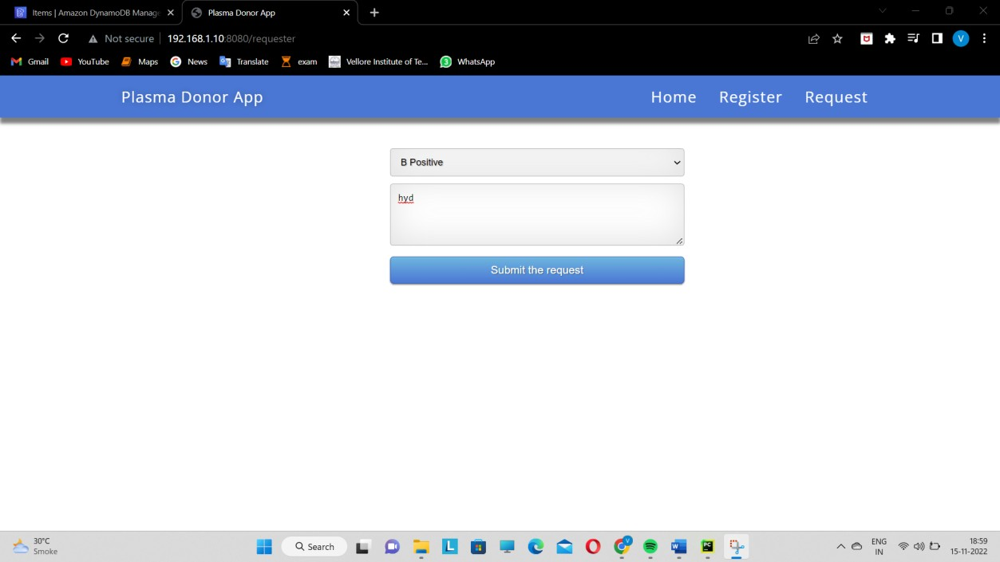 Items | Amazon DynamoDB Manage
Plasma Donor App
Not secure
192.168.1.10:8080/requester
V
Gmail
YouTube
Maps
News
Translate
exam
Vellore Institute of Te...
3
WhatsApp
Plasma Donor App
Home
Register
Request
B Positive
hyd
Submit the request
30°C
Smoke
Search
L
V
W
PC
ENG
IN
18:59
15-11-2022